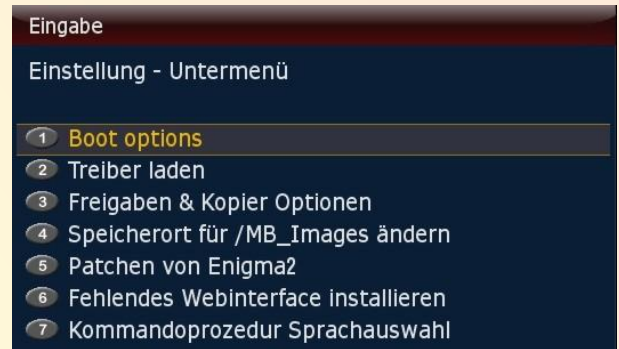 Eingabe
Einstellung - Untermenü
1 Boot options
2 Treiber laden
3 Freigaben & Kopier Optionen
4 Speicherort für /MB_Images ändern
5 Patchen von Enigma2
6 Fehlendes Webinterface installieren
7 Kommandoprozedur Sprachauswahl